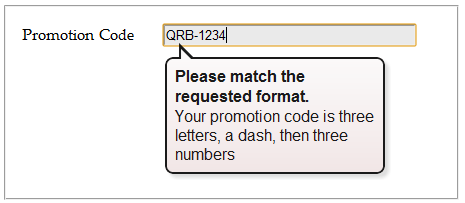 Promotion Code QRB-1234
Please match the
requested format.
Your promotion code is three
letters, a dash, then three
numbers